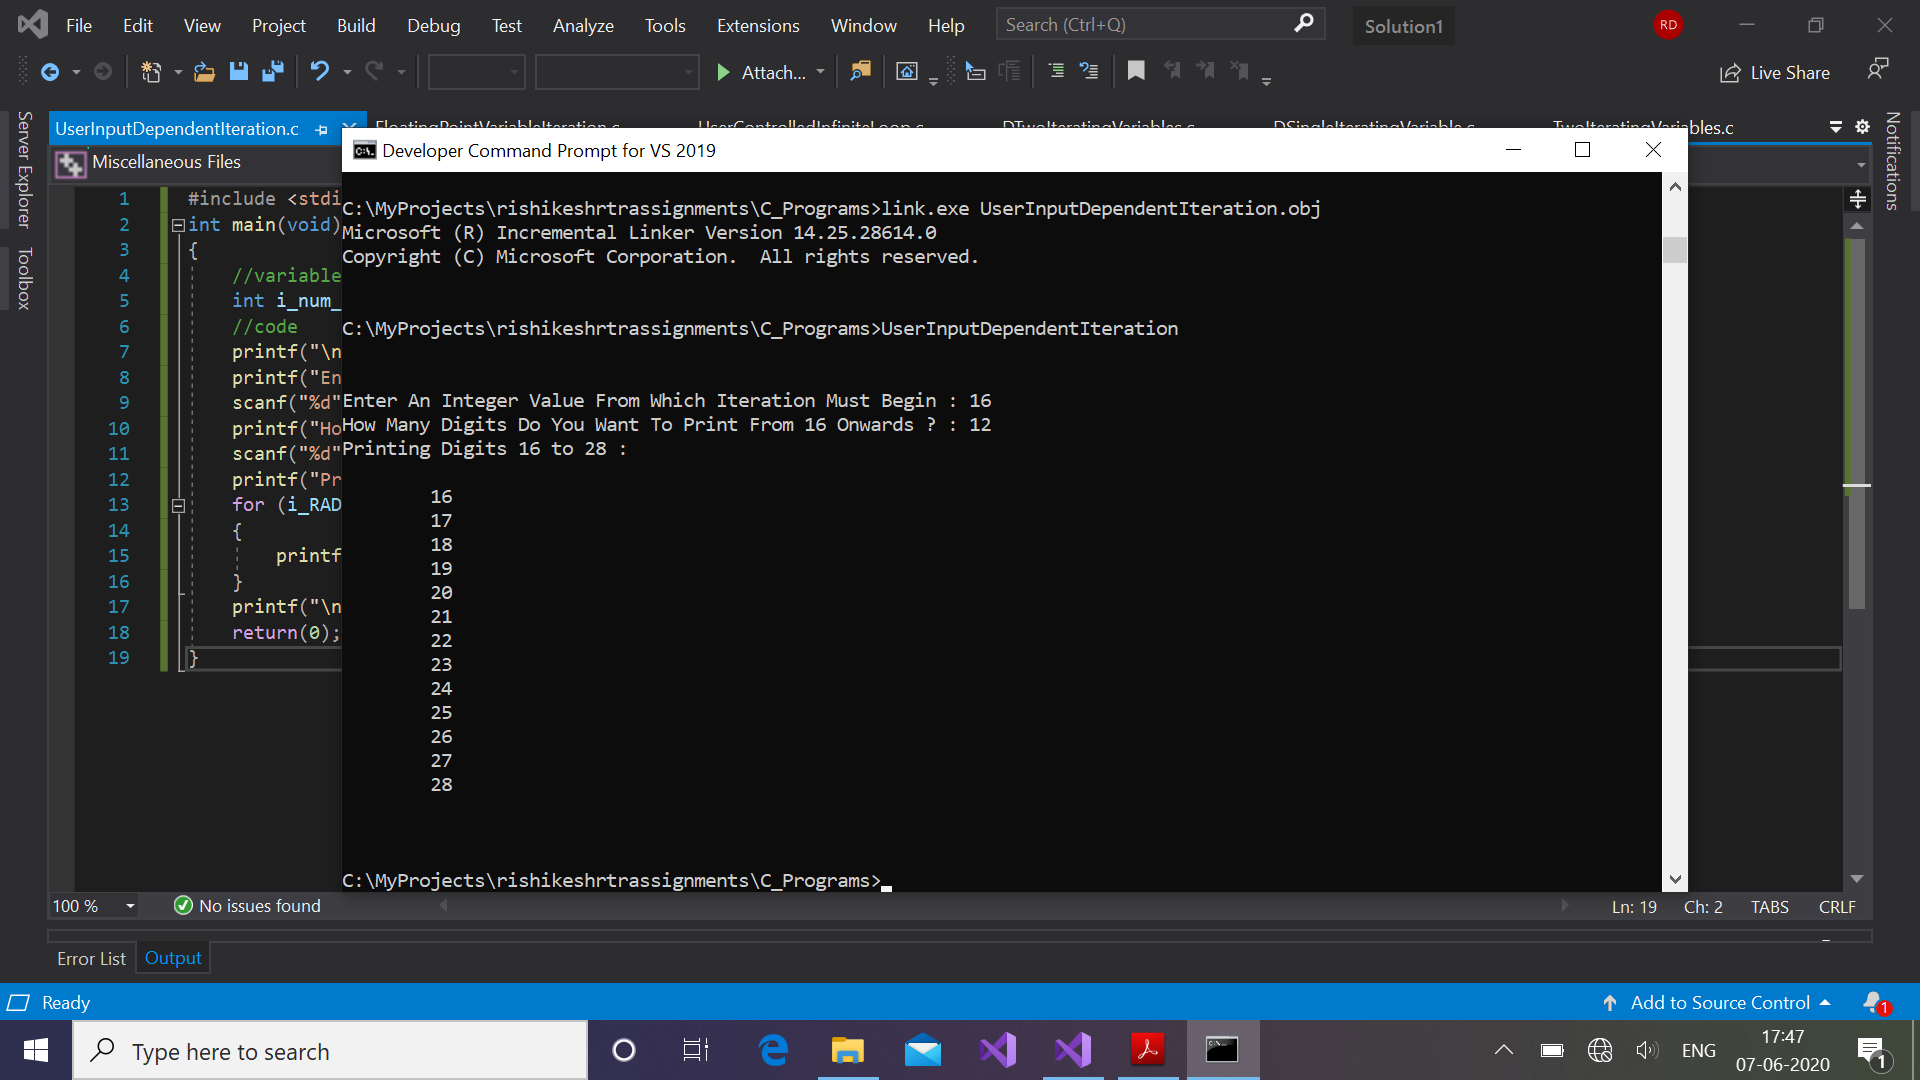 File Edit View Project Build Debug Test Analyze Tools Extensions Window Help Search (Ctrl+Q) Solution1 RD
Attach... Live Share
Server Explorer
Toolbox
Notifications
UserInputDependentIteration.c FloatingPointVariableIteration.c UserControlledInfiniteLoop.c DTwoIteratingVariables.c DSingleIteratingVariable.c TwoIteratingVariables.c
Miscellaneous Files
1 #include <stdi
2 int main(void)
3 {
4 //variable
5 int i_num_
6 //code
7 printf("\n
8 printf("En
9 scanf("%d"
10 printf("Ho
11 scanf("%d"
12 printf("Pr
13 for (i_RAD
14 {
15 printf
16 }
17 printf("\n
18 return(0);
19 }
Developer Command Prompt for VS 2019
C:\MyProjects\rishikeshrtrassignments\C_Programs>link.exe UserInputDependentIteration.obj
Microsoft (R) Incremental Linker Version 14.25.28614.0
Copyright (C) Microsoft Corporation.  All rights reserved.
C:\MyProjects\rishikeshrtrassignments\C_Programs>UserInputDependentIteration
Enter An Integer Value From Which Iteration Must Begin : 16
How Many Digits Do You Want To Print From 16 Onwards ? : 12
Printing Digits 16 to 28 :
16
17
18
19
20
21
22
23
24
25
26
27
28
C:\MyProjects\rishikeshrtrassignments\C_Programs>
100 % No issues found Ln: 19 Ch: 2 TABS CRLF
Error List Output
Ready Add to Source Control 1
Type here to search ENG 17:47
07-06-2020 1